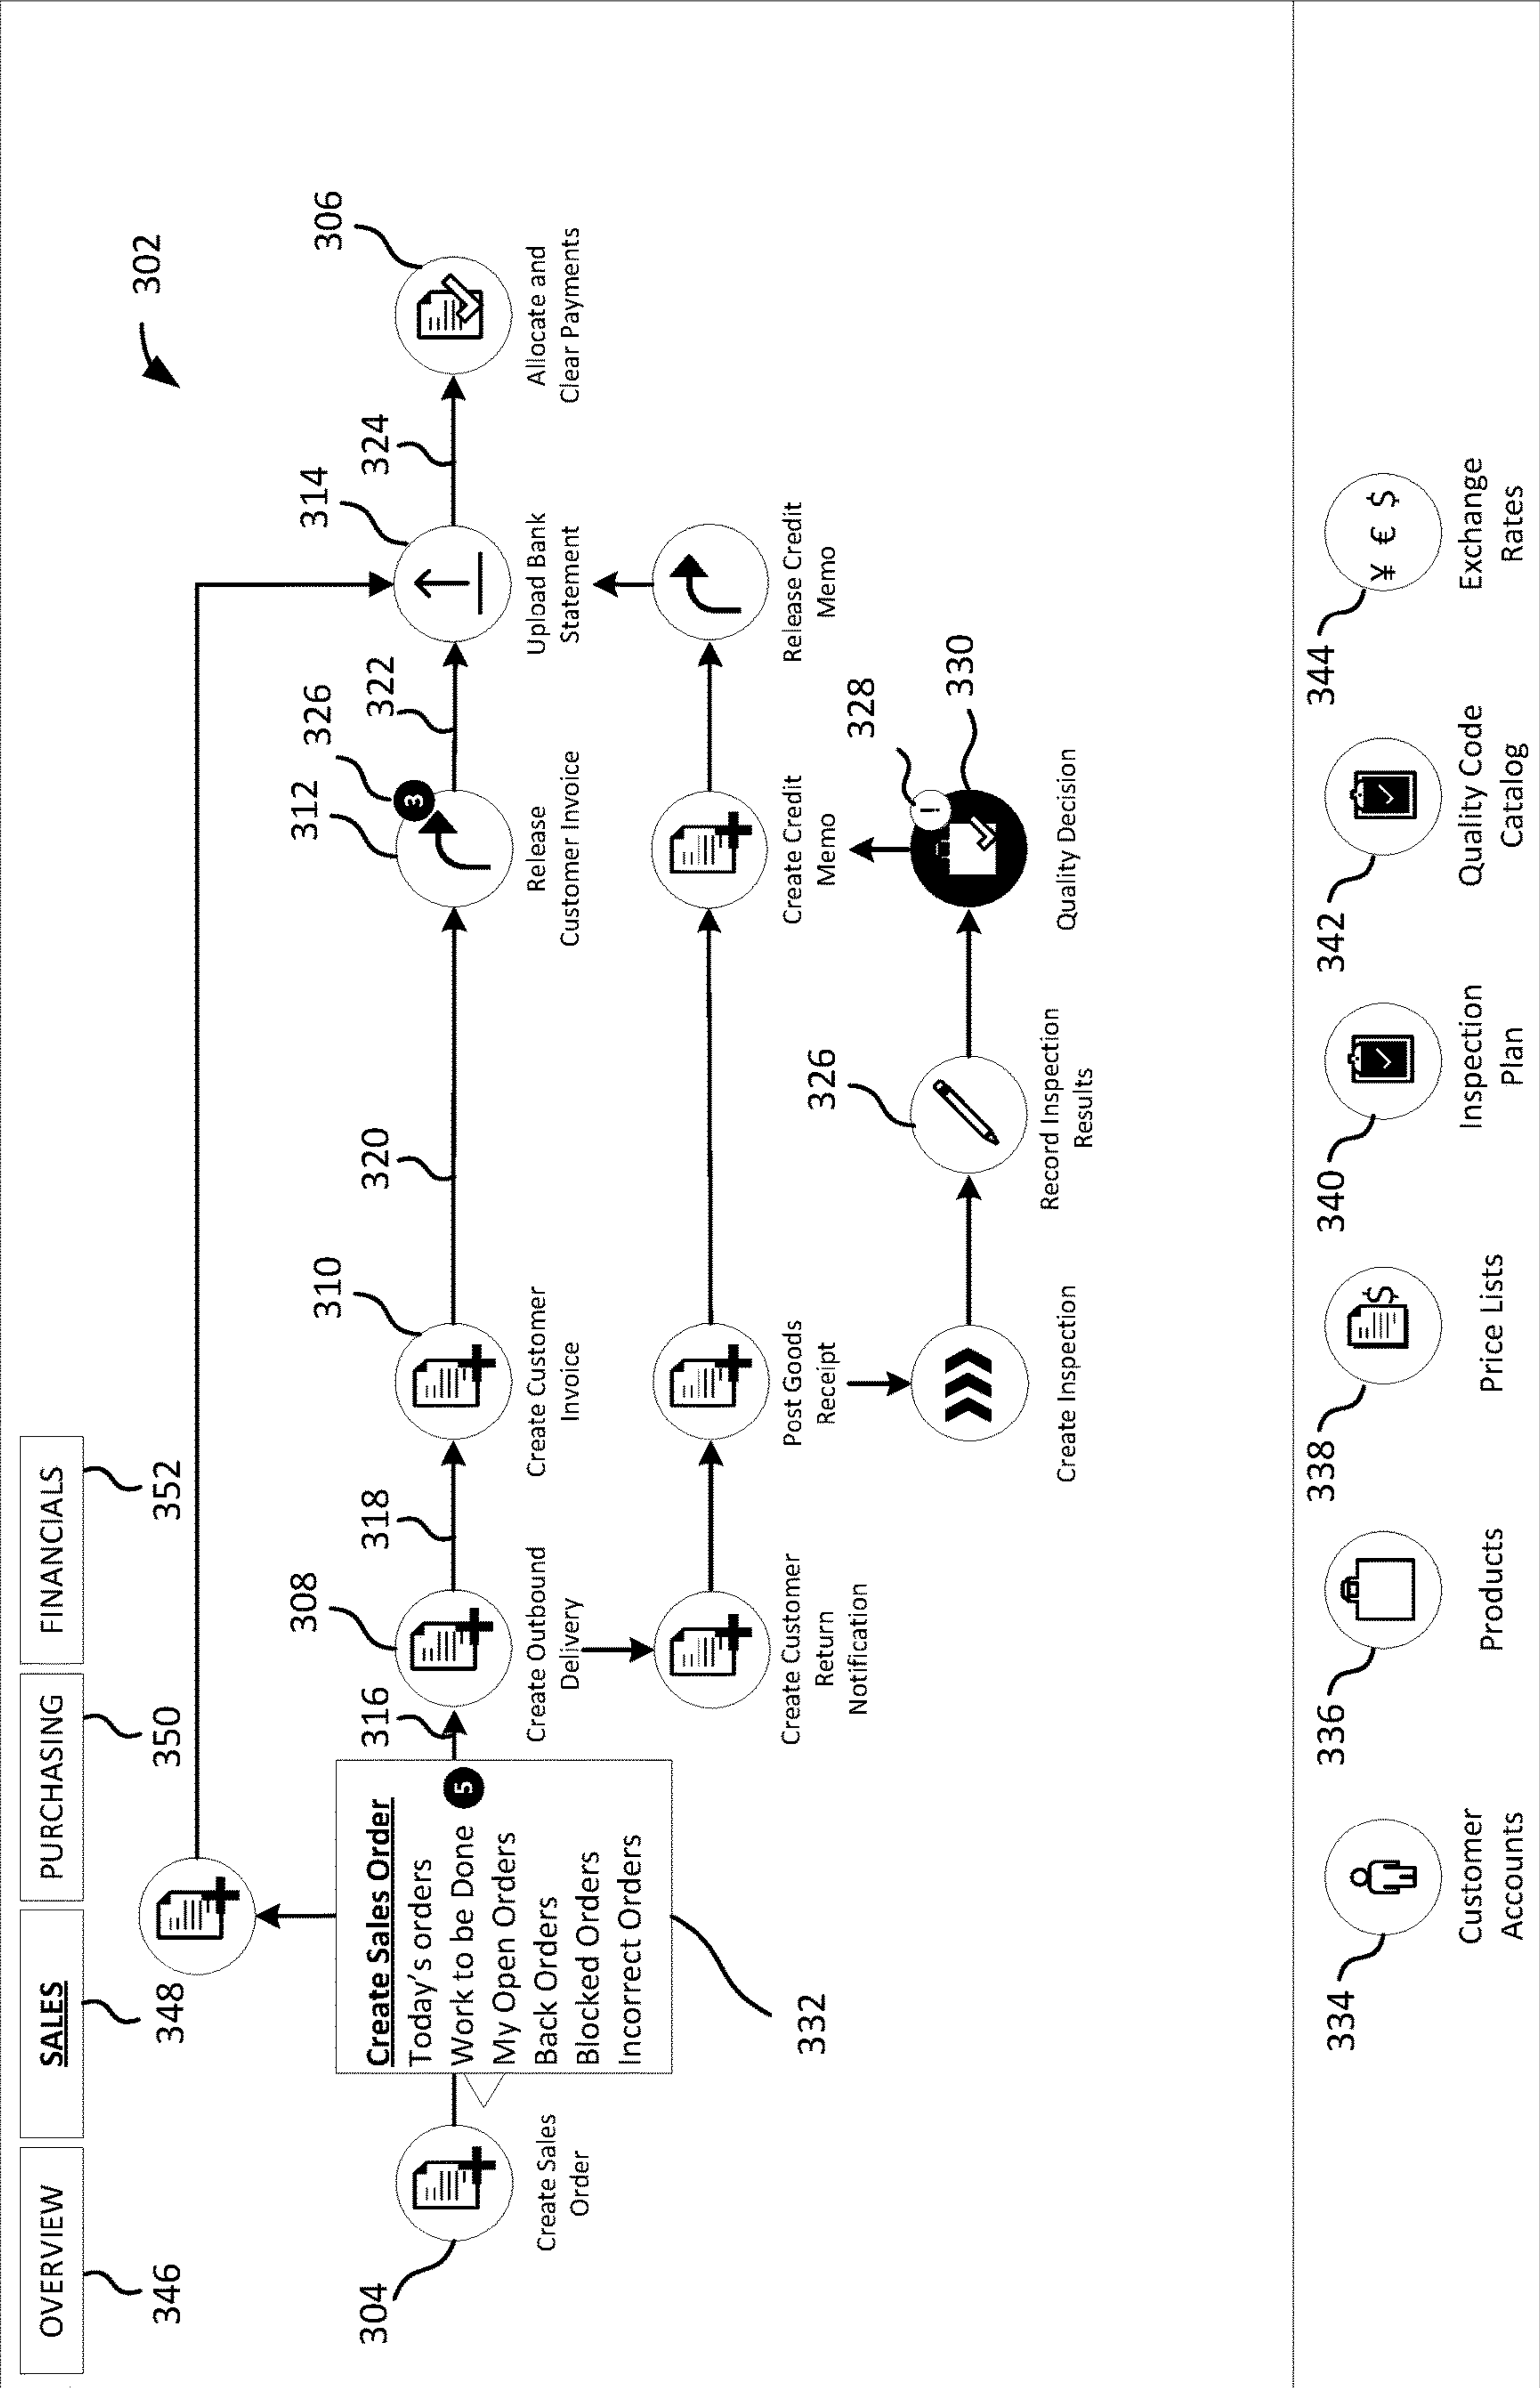 OVERVIEW
SALES
PURCHASING
FINANCIALS
346
348
350
352
302
304
Create Sales
Order
Create Sales Order
Today's orders
Work to be Done 5
My Open Orders
Back Orders
Blocked Orders
Incorrect Orders
332
316
308
Create Outbound
Delivery
318
310
Create Customer
Invoice
320
312
326
3
Release
Customer Invoice
322
314
Upload Bank
Statement
324
306
Allocate and
Clear Payments
Create Customer
Return
Notification
Post Goods
Receipt
Create Credit
Memo
Release Credit
Memo
Create Inspection
326
Record Inspection
Results
328
!
330
Quality Decision
334
Customer
Accounts
336
Products
338
$
Price Lists
340
Inspection
Plan
342
Quality Code
Catalog
344
¥ € $
Exchange
Rates